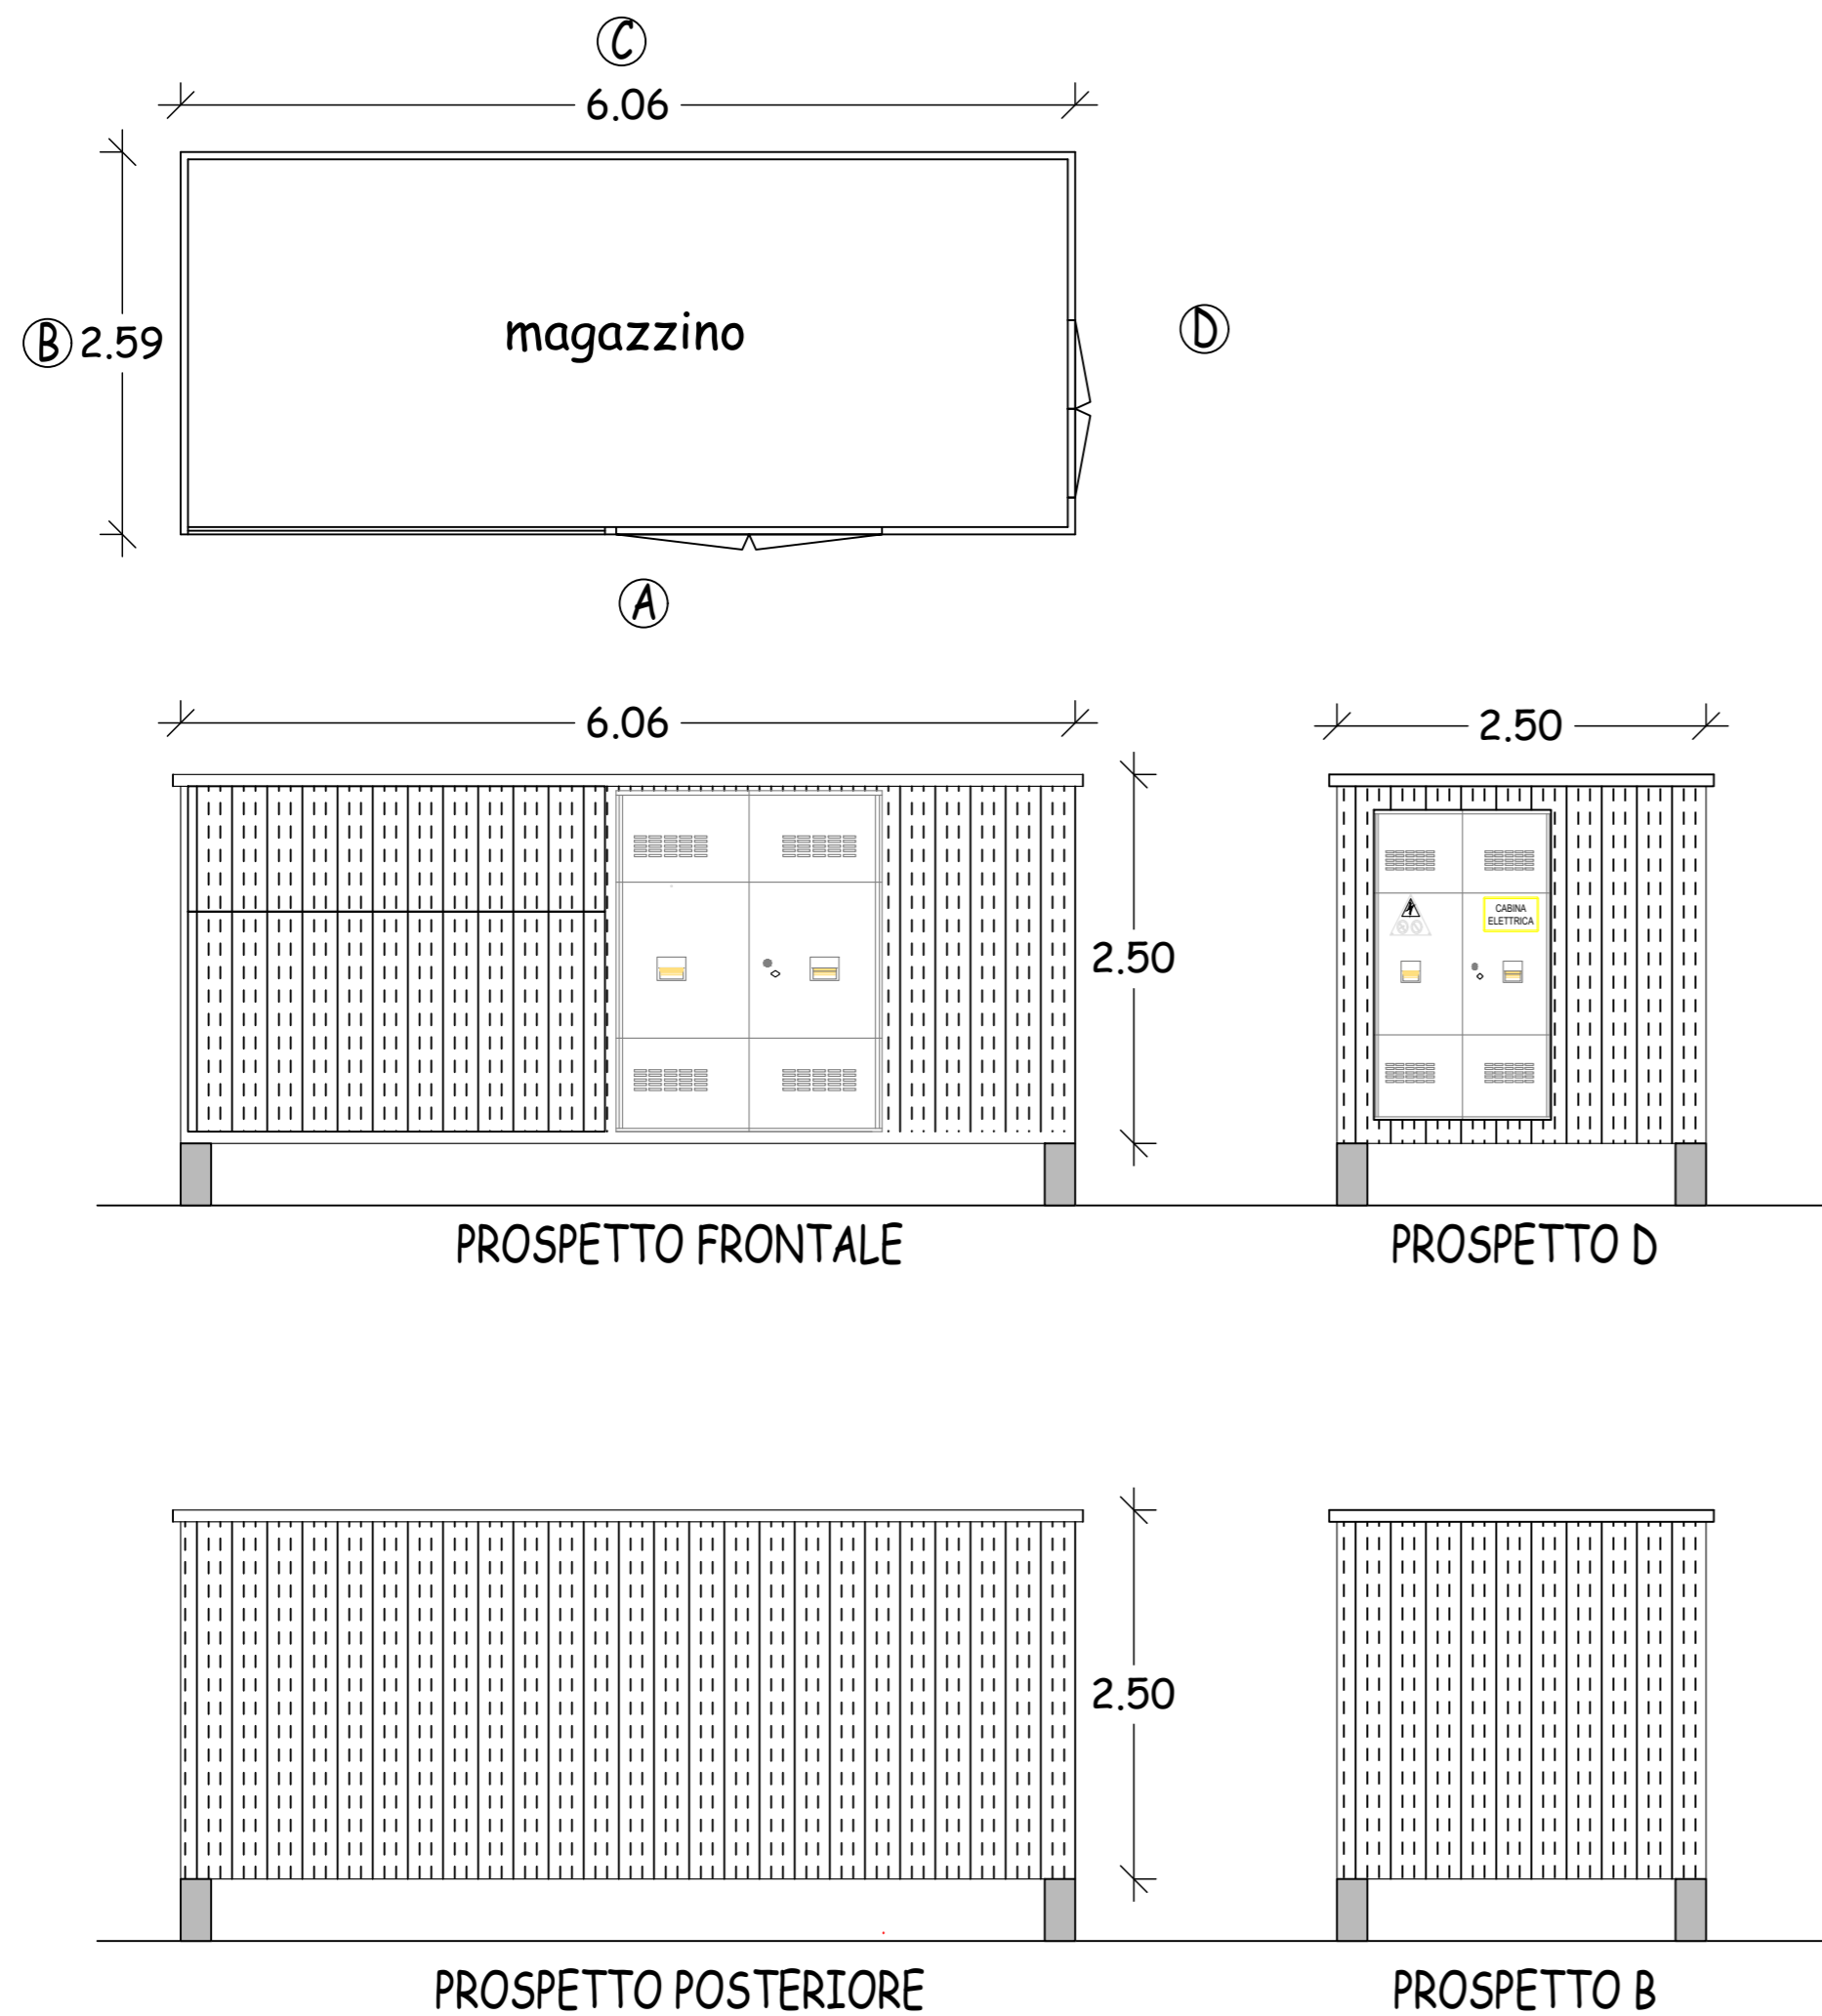 C
6.06
B 2.59
magazzino
D
A
6.06
2.50
CABINA
ELETTRICA
2.50
PROSPETTO FRONTALE
PROSPETTO D
2.50
PROSPETTO POSTERIORE
PROSPETTO B